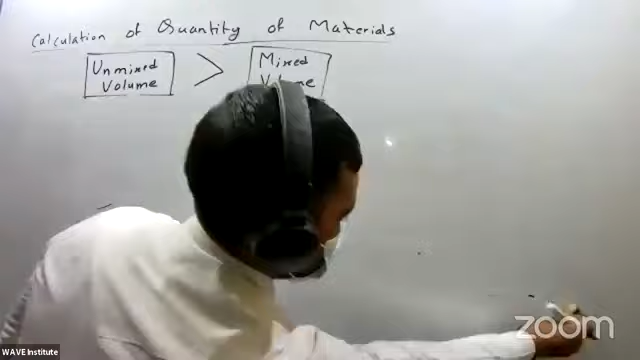 Calculation of Quantity of Materials
Unmixed > Mixed
Volume
WAVE Institute
zoom